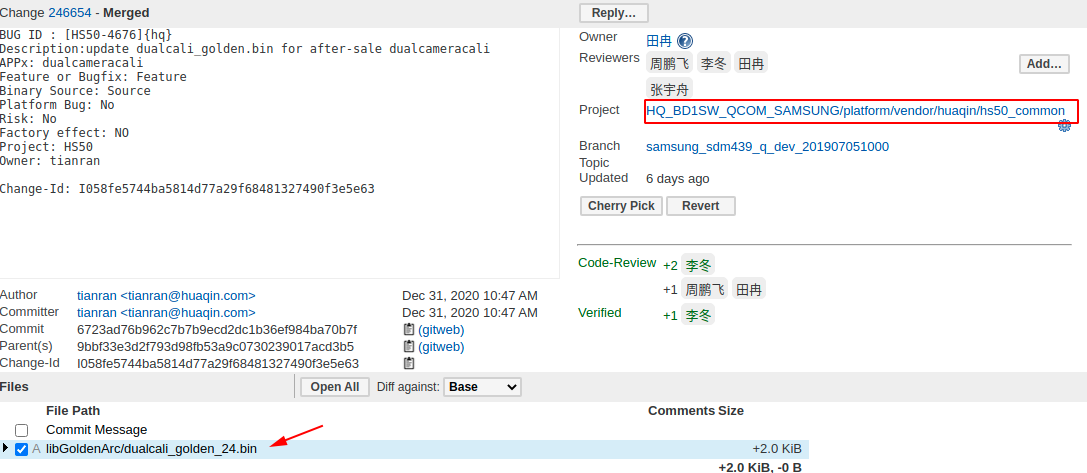 Change 246654 - Merged
Reply…
BUG ID : [HS50-4676]{hq}
Description:update dualcali_golden.bin for after-sale dualcameracali
APPx: dualcameracali
Feature or Bugfix: Feature
Binary Source: Source
Platform Bug: No
Risk: No
Factory effect: NO
Project: HS50
Owner: tianran
Change-Id: I058fe5744ba5814d77a29f68481327490f3e5e63
Owner 田冉 ?
Reviewers 周鹏飞 李冬 田冉 Add…
张宇舟
Project HQ_BD1SW_QCOM_SAMSUNG/platform/vendor/huaqin/hs50_common
Branch samsung_sdm439_q_dev_201907051000
Topic
Updated 6 days ago
Cherry Pick Revert
Code-Review +2 李冬
+1 周鹏飞 田冉
Verified +1 李冬
Author tianran <tianran@huaqin.com> Dec 31, 2020 10:47 AM
Committer tianran <tianran@huaqin.com> Dec 31, 2020 10:47 AM
Commit 6723ad76b962c7b7b9ecd2dc1b36ef984ba70b7f (gitweb)
Parent(s) 9bbf33e3d2f793d98fb53a9c0730239017acd3b5 (gitweb)
Change-Id I058fe5744ba5814d77a29f68481327490f3e5e63
Files Open All Diff against: Base
File Path Comments Size
Commit Message
A libGoldenArc/dualcali_golden_24.bin +2.0 KiB
+2.0 KiB, -0 B